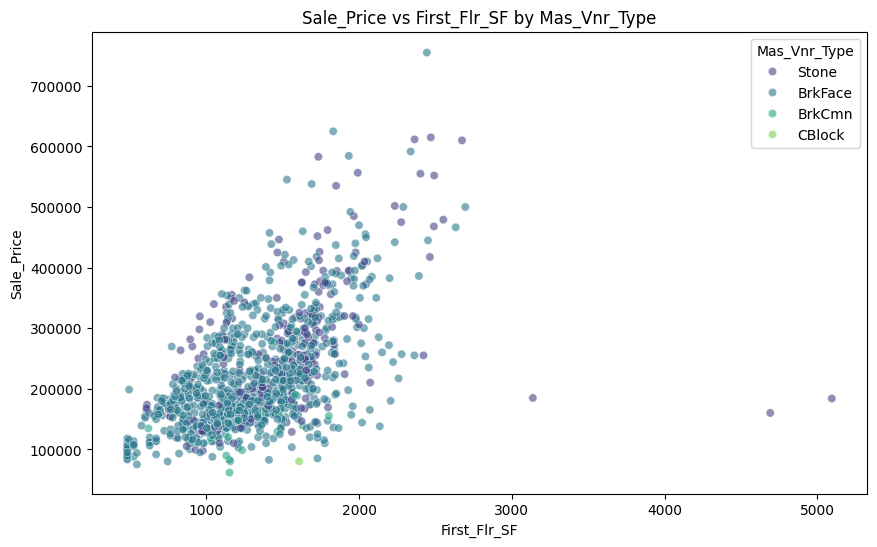 Sale_Price vs First_Flr_SF by Mas_Vnr_Type
Mas_Vnr_Type
Stone
BrkFace
BrkCmn
CBlock
Sale_Price
700000
600000
500000
400000
300000
200000
100000
1000
2000
3000
4000
5000
First_Flr_SF